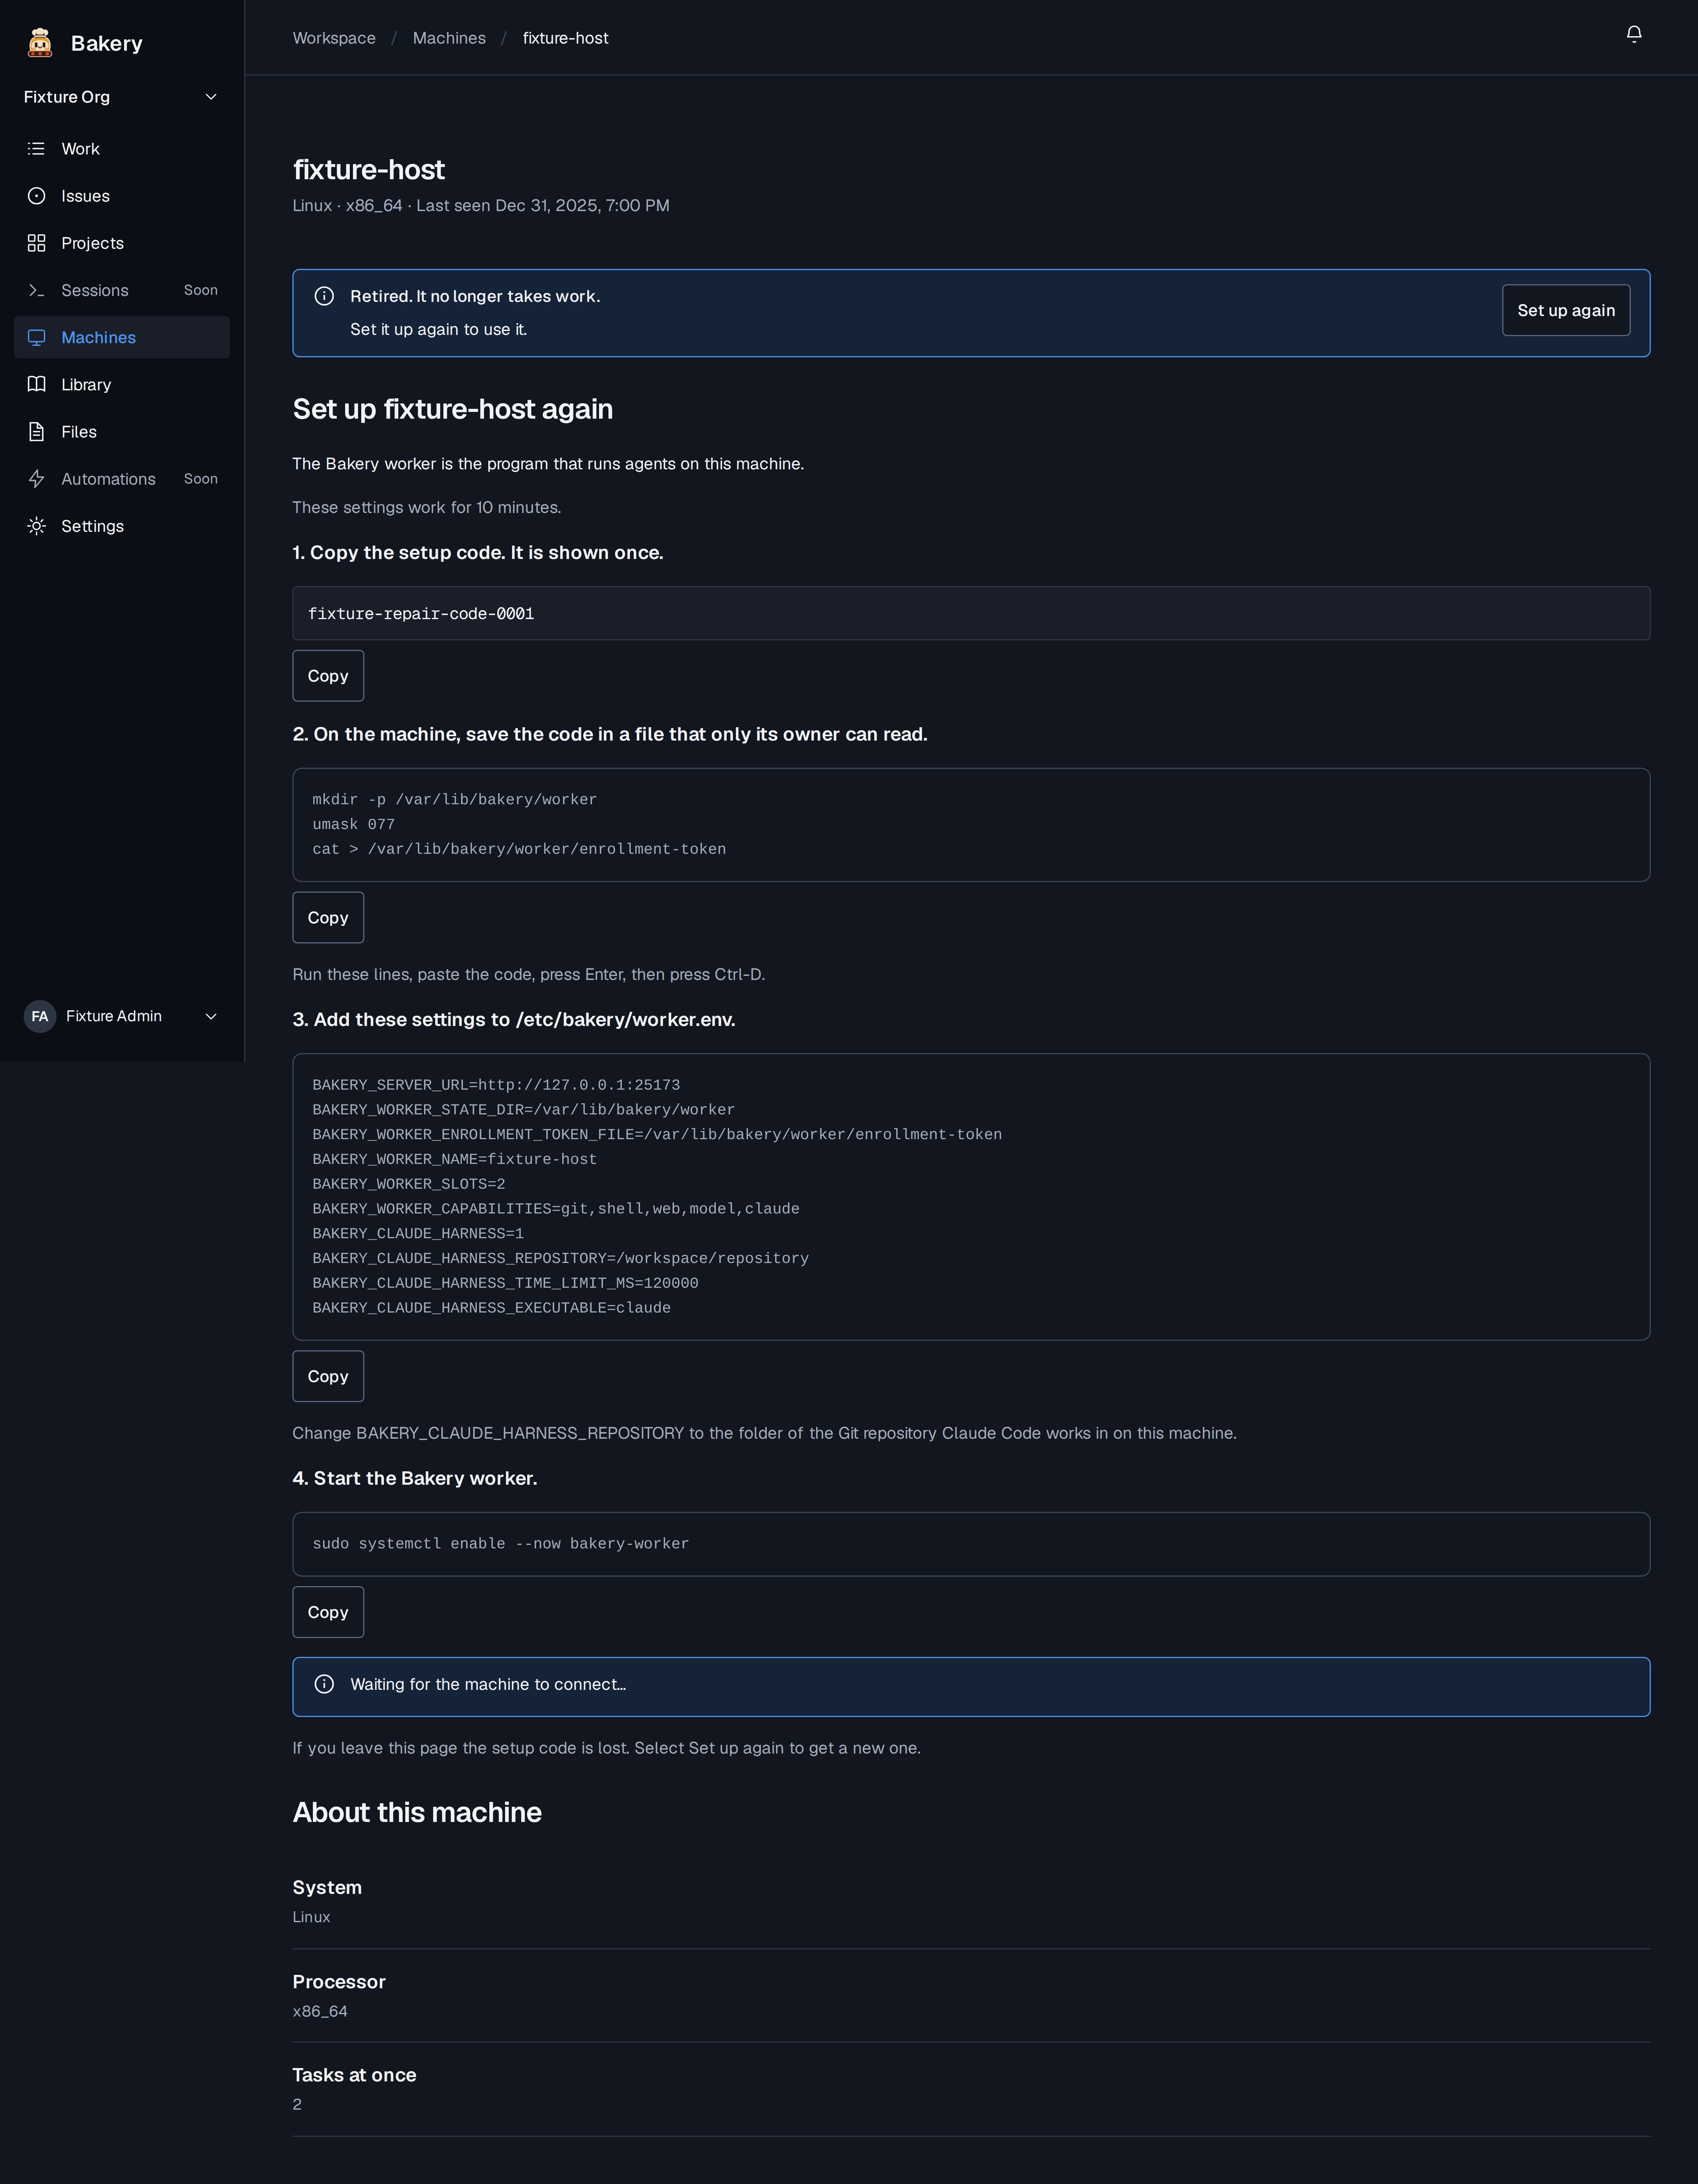 Bakery
Fixture Org
Work
Issues
Projects
Sessions Soon
Machines
Library
Files
Automations Soon
Settings
FA Fixture Admin
Workspace / Machines / fixture-host
fixture-host
Linux · x86_64 · Last seen Dec 31, 2025, 7:00 PM
Retired. It no longer takes work.
Set it up again to use it.
Set up again
Set up fixture-host again
The Bakery worker is the program that runs agents on this machine.
These settings work for 10 minutes.
1. Copy the setup code. It is shown once.
fixture-repair-code-0001
Copy
2. On the machine, save the code in a file that only its owner can read.
mkdir -p /var/lib/bakery/worker
umask 077
cat > /var/lib/bakery/worker/enrollment-token
Copy
Run these lines, paste the code, press Enter, then press Ctrl-D.
3. Add these settings to /etc/bakery/worker.env.
BAKERY_SERVER_URL=http://127.0.0.1:25173
BAKERY_WORKER_STATE_DIR=/var/lib/bakery/worker
BAKERY_WORKER_ENROLLMENT_TOKEN_FILE=/var/lib/bakery/worker/enrollment-token
BAKERY_WORKER_NAME=fixture-host
BAKERY_WORKER_SLOTS=2
BAKERY_WORKER_CAPABILITIES=git,shell,web,model,claude
BAKERY_CLAUDE_HARNESS=1
BAKERY_CLAUDE_HARNESS_REPOSITORY=/workspace/repository
BAKERY_CLAUDE_HARNESS_TIME_LIMIT_MS=120000
BAKERY_CLAUDE_HARNESS_EXECUTABLE=claude
Copy
Change BAKERY_CLAUDE_HARNESS_REPOSITORY to the folder of the Git repository Claude Code works in on this machine.
4. Start the Bakery worker.
sudo systemctl enable --now bakery-worker
Copy
Waiting for the machine to connect…
If you leave this page the setup code is lost. Select Set up again to get a new one.
About this machine
System
Linux
Processor
x86_64
Tasks at once
2